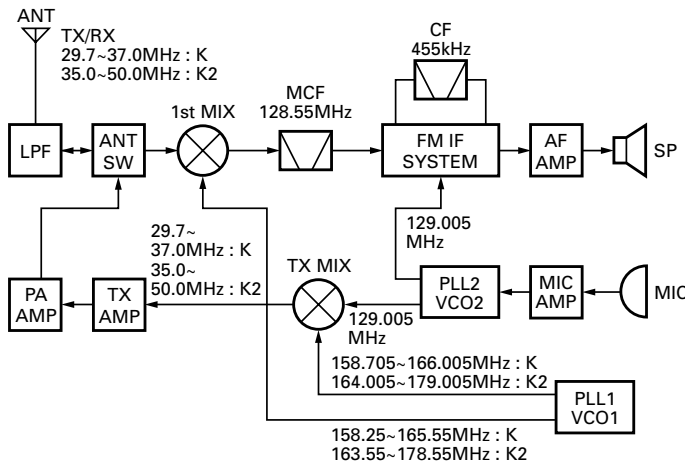 ANT
TX/RX
29.7~37.0MHz : K
35.0~50.0MHz : K2
CF
455kHz
MCF
128.55MHz
1st MIX
LPF
ANT
SW
FM IF
SYSTEM
AF
AMP
SP
29.7~
37.0MHz : K
35.0~
50.0MHz : K2
129.005
MHz
TX MIX
PA
AMP
TX
AMP
PLL2
VCO2
MIC
AMP
MIC
129.005
MHz
158.705~166.005MHz : K
164.005~179.005MHz : K2
PLL1
VCO1
158.25~165.55MHz : K
163.55~178.55MHz : K2